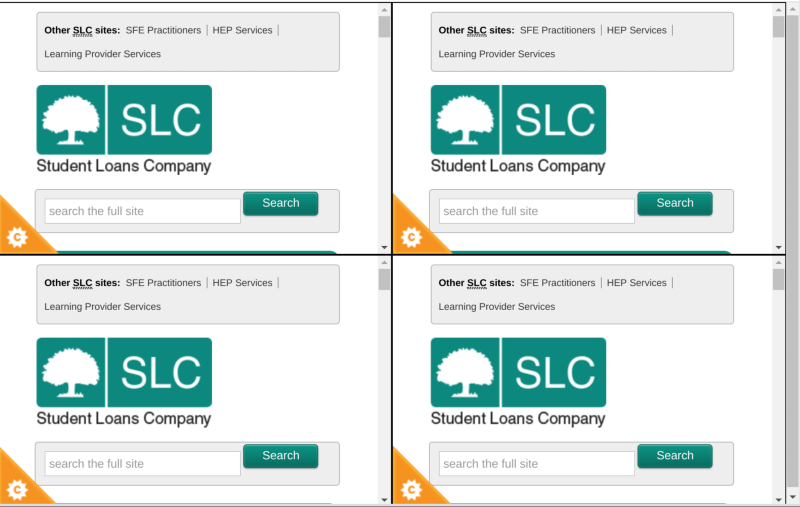 Other SLC sites: SFE Practitioners | HEP Services |
Learning Provider Services
SLC
Student Loans Company
search the full site
Search
Other SLC sites: SFE Practitioners | HEP Services |
Learning Provider Services
SLC
Student Loans Company
search the full site
Search
Other SLC sites: SFE Practitioners | HEP Services |
Learning Provider Services
SLC
Student Loans Company
search the full site
Search
Other SLC sites: SFE Practitioners | HEP Services |
Learning Provider Services
SLC
Student Loans Company
search the full site
Search